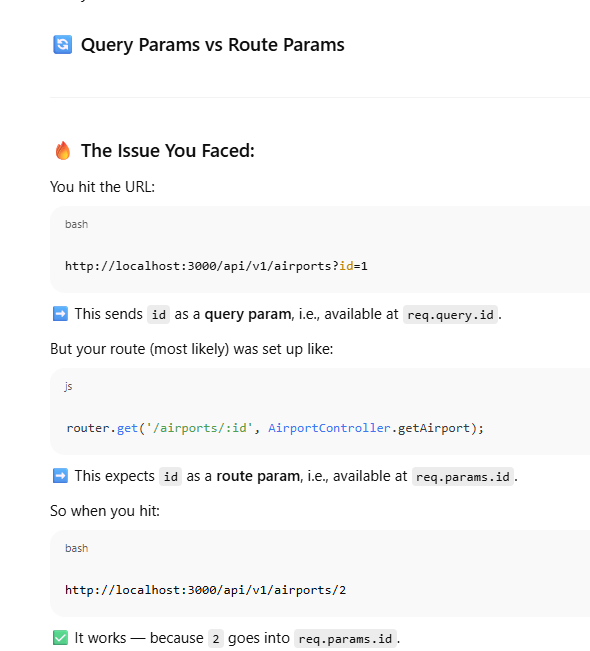 🔄 Query Params vs Route Params
🔥 The Issue You Faced:
You hit the URL:
bash
http://localhost:3000/api/v1/airports?id=1
➡️ This sends id as a query param, i.e., available at req.query.id.
But your route (most likely) was set up like:
js
router.get('/airports/:id', AirportController.getAirport);
➡️ This expects id as a route param, i.e., available at req.params.id.
So when you hit:
bash
http://localhost:3000/api/v1/airports/2
✅ It works — because 2 goes into req.params.id.